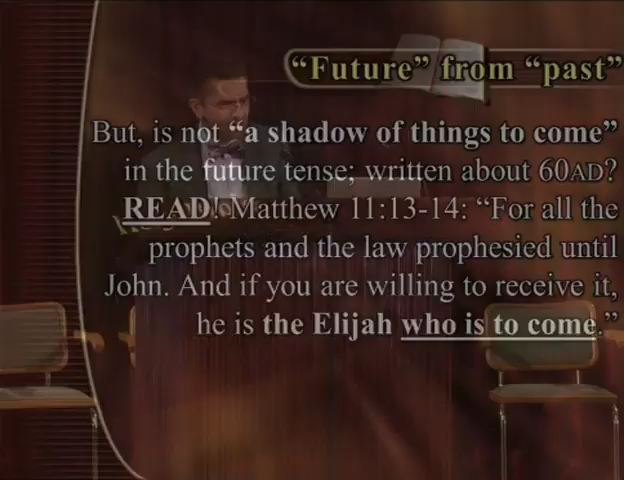 “Future” from “past”
But, is not “a shadow of things to come”
in the future tense; written about 60AD?
READ! Matthew 11:13-14: “For all the
prophets and the law prophesied until
John. And if you are willing to receive it,
he is the Elijah who is to come.”